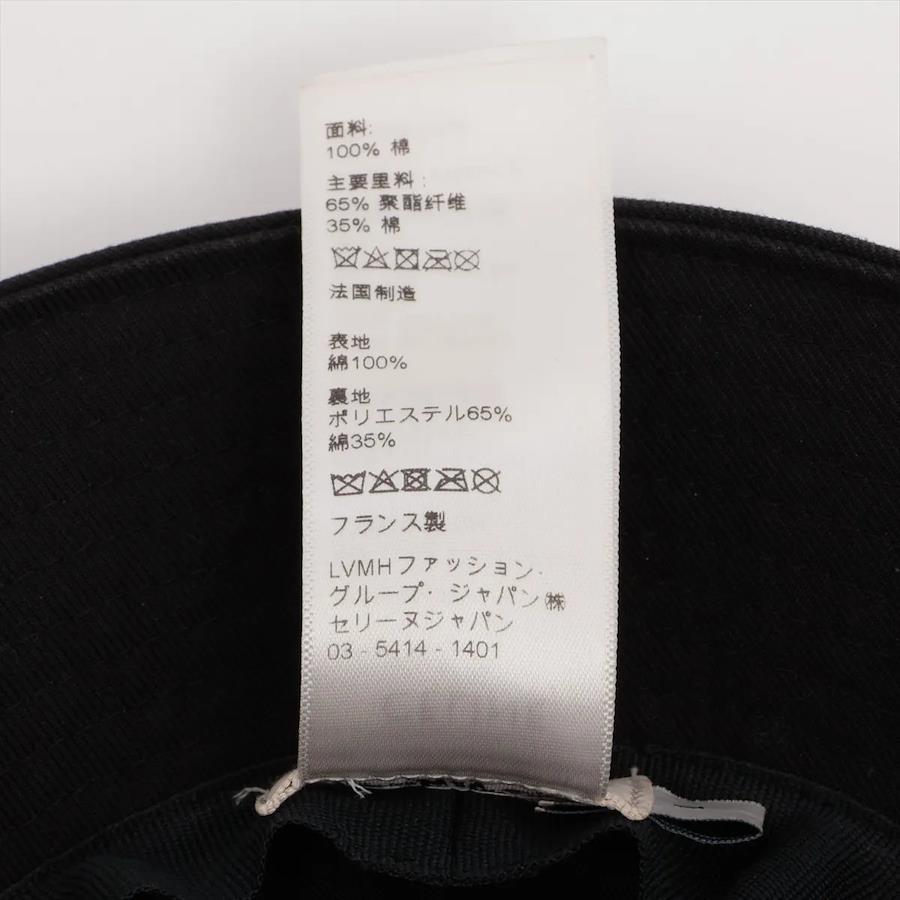 面料:
100% 棉
主要里料:
65% 聚酯纤维
35% 棉
法国制造
表地
綿100%
裏地
ポリエステル65%
綿35%
フランス製
LVMHファッション・
グループ・ジャパン㈱
セリーヌジャパン
03 - 5414 - 1401